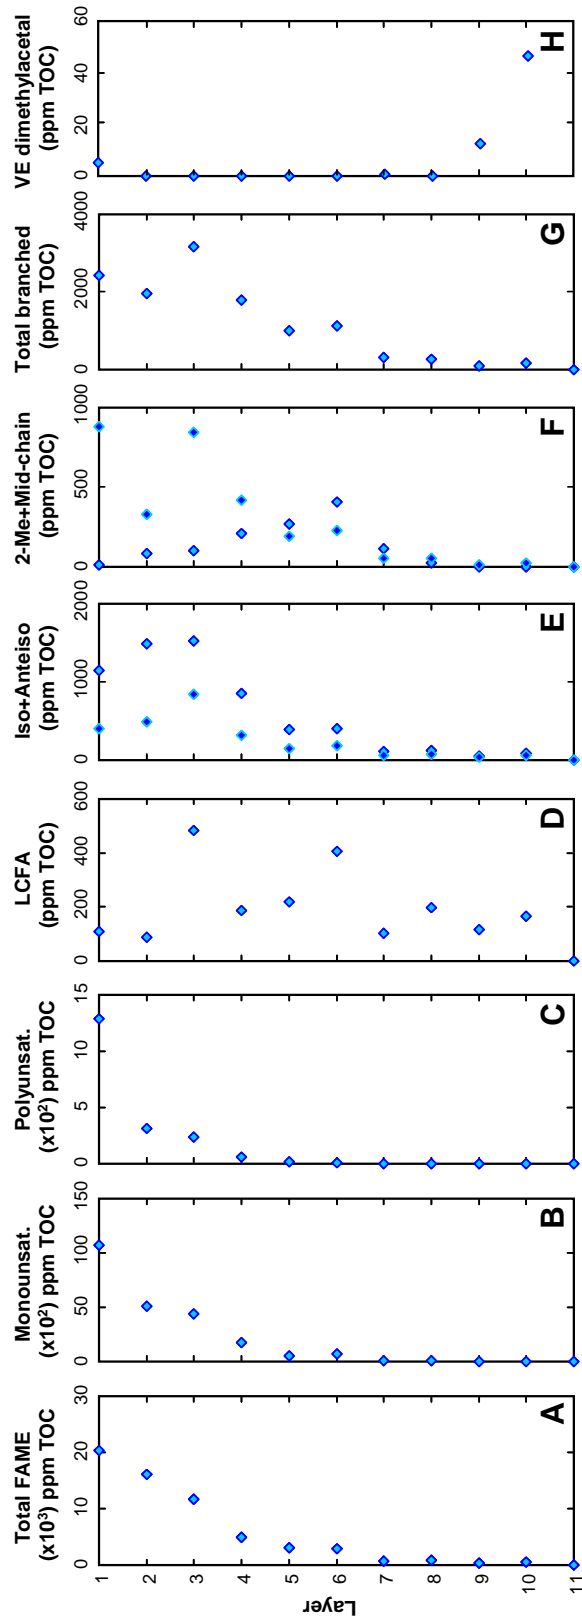 Total FAME
(x10³) ppm TOC
0
10
20
30
Layer
1
2
3
4
5
6
7
8
9
10
11
A
Monounsat.
(x10²) ppm TOC
0
50
100
150
B
Polyunsat.
(x10²) ppm TOC
0
5
10
15
C
LCFA
(ppm TOC)
0
200
400
600
D
Iso+Anteiso
(ppm TOC)
0
1000
2000
E
2-Me+Mid-chain
(ppm TOC)
0
500
1000
F
Total branched
(ppm TOC)
0
2000
4000
G
VE dimethylacetal
(ppm TOC)
0
20
40
60
H